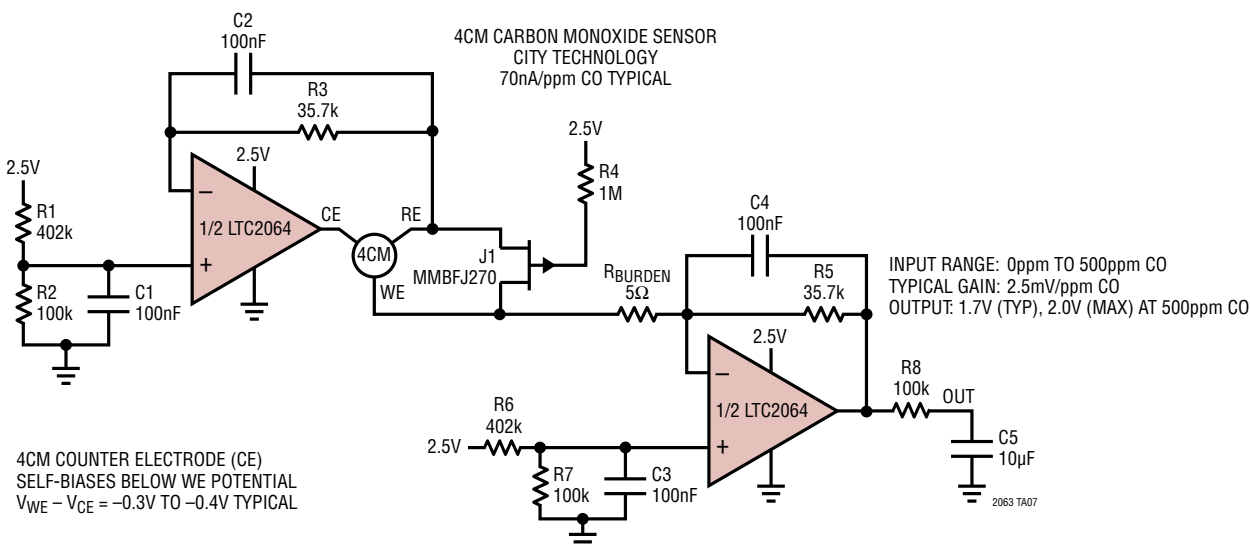 C2
100nF
4CM CARBON MONOXIDE SENSOR
CITY TECHNOLOGY
70nA/ppm CO TYPICAL
R3
35.7k
2.5V
2.5V
R4
1M
2.5V
R1
402k
–
1/2 LTC2064
+
CE
RE
4CM
WE
J1
MMBFJ270
R2
100k
C1
100nF
RBURDEN
5Ω
C4
100nF
R5
35.7k
INPUT RANGE: 0ppm TO 500ppm CO
TYPICAL GAIN: 2.5mV/ppm CO
OUTPUT: 1.7V (TYP), 2.0V (MAX) AT 500ppm CO
2.5V
–
1/2 LTC2064
+
R8
100k
OUT
C5
10µF
R6
402k
2.5V
R7
100k
C3
100nF
4CM COUNTER ELECTRODE (CE)
SELF-BIASES BELOW WE POTENTIAL
VWE – VCE = –0.3V TO –0.4V TYPICAL
2063 TA07